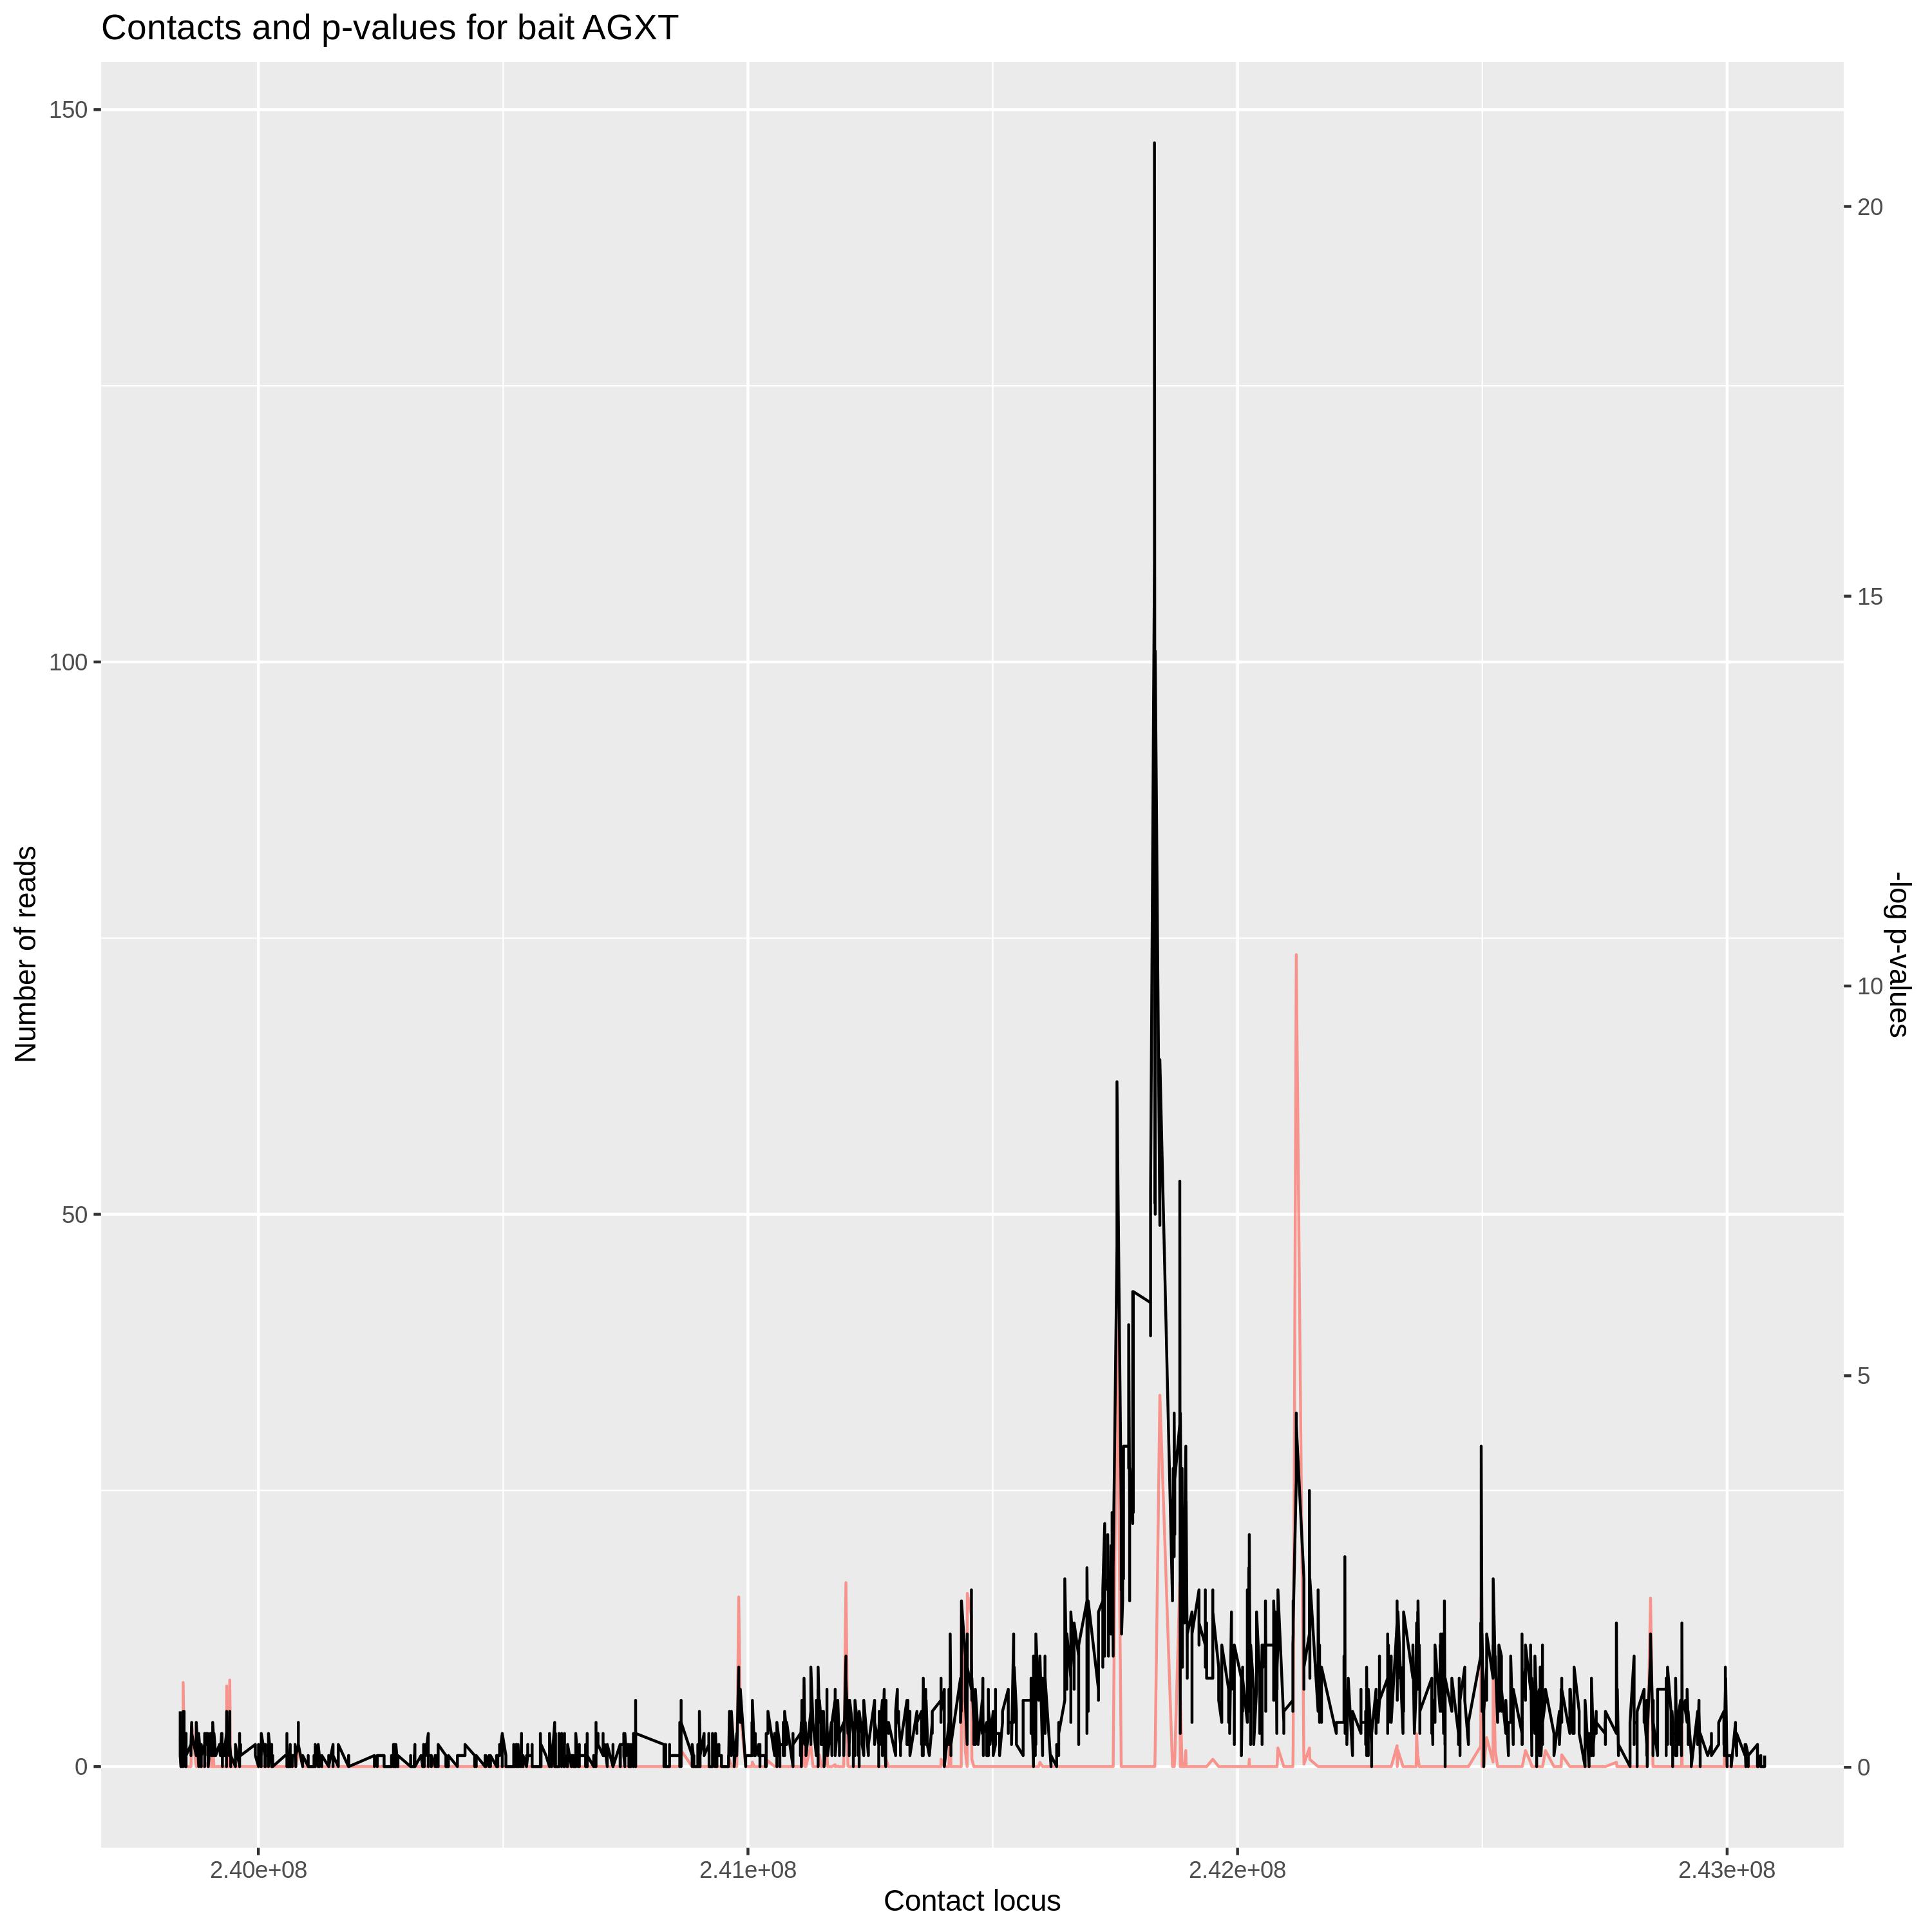 Contacts and p-values for bait AGXT
150
100
50
0
Number of reads
20
15
10
5
0
-log p-values
2.40e+08
2.41e+08
2.42e+08
2.43e+08
Contact locus